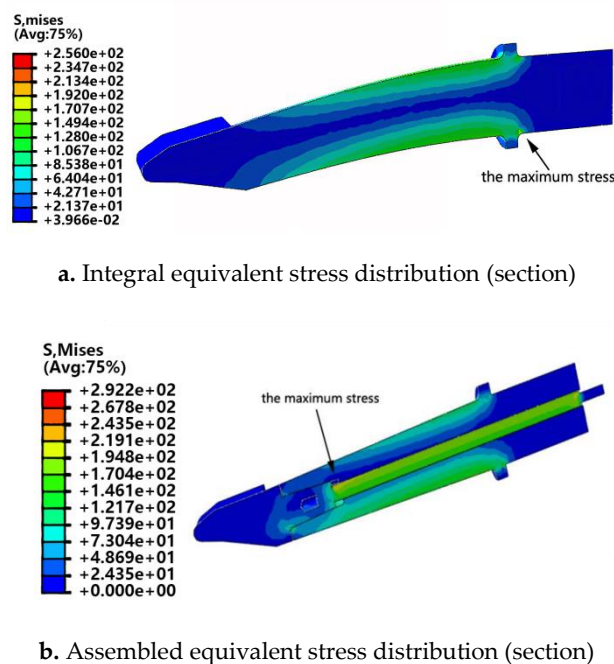 S,mises
(Avg:75%)
+2.560e+02
+2.347e+02
+2.134e+02
+1.920e+02
+1.707e+02
+1.494e+02
+1.280e+02
+1.067e+02
+8.538e+01
+6.404e+01
+4.271e+01
+2.137e+01
+3.966e-02
the maximum stress
a. Integral equivalent stress distribution (section)
S,Mises
(Avg:75%)
+2.922e+02
+2.678e+02
+2.435e+02
+2.191e+02
+1.948e+02
+1.704e+02
+1.461e+02
+1.217e+02
+9.739e+01
+7.304e+01
+4.869e+01
+2.435e+01
+0.000e+00
the maximum stress
b. Assembled equivalent stress distribution (section)